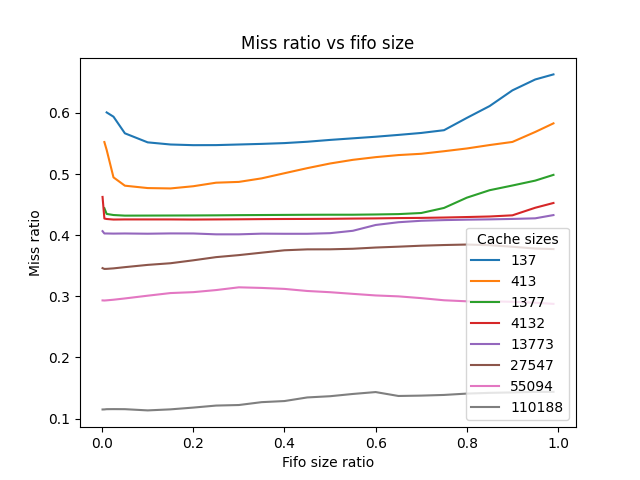 Miss ratio vs fifo size
Miss ratio
0.6
0.5
0.4
0.3
0.2
0.1
Cache sizes
137
413
1377
4132
13773
27547
55094
110188
0.0 0.2 0.4 0.6 0.8 1.0
Fifo size ratio